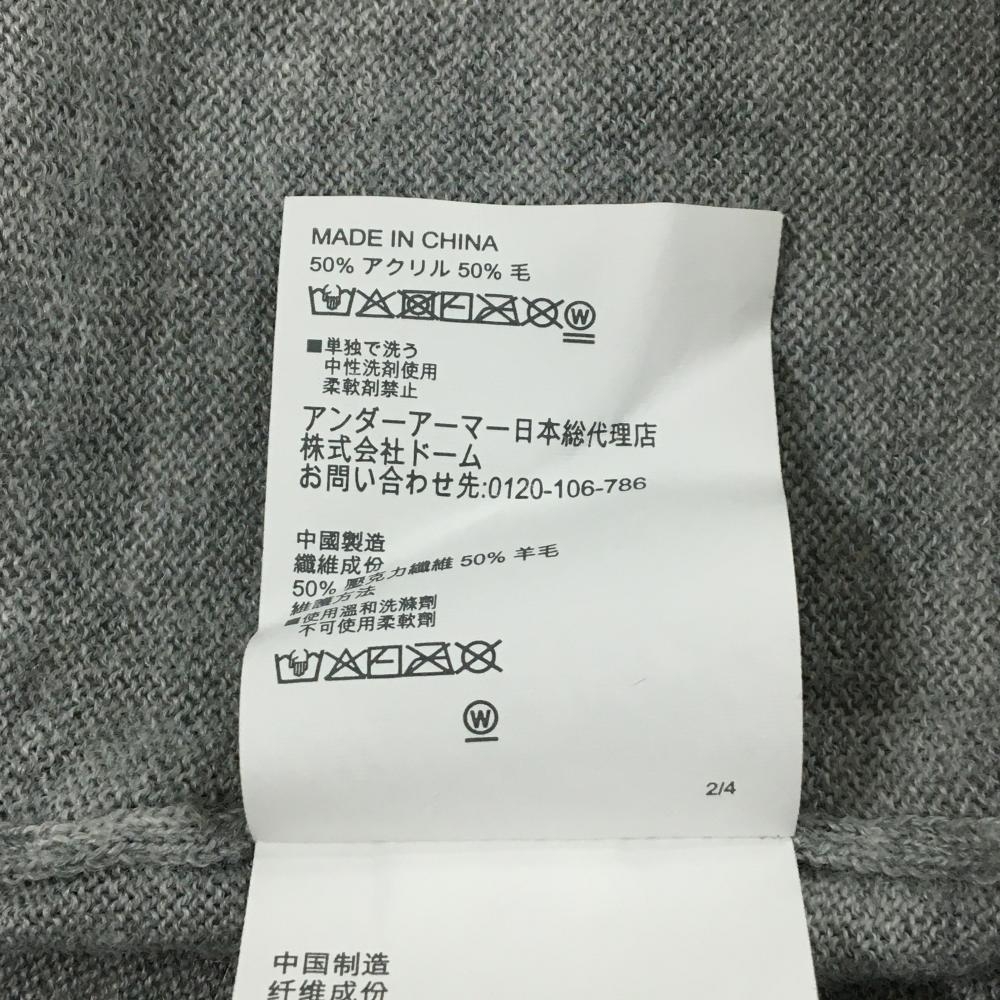 MADE IN CHINA
50% アクリル 50% 毛
W
■単独で洗う
中性洗剤使用
柔軟剤禁止
アンダーアーマー日本総代理店
株式会社ドーム
お問い合わせ先:0120-106-786
中國製造
纖維成份
50% 壓克力纖維 50% 羊毛
維護方法
■使用溫和洗滌劑
不可使用柔軟劑
W
2/4
中国制造
纤维成份